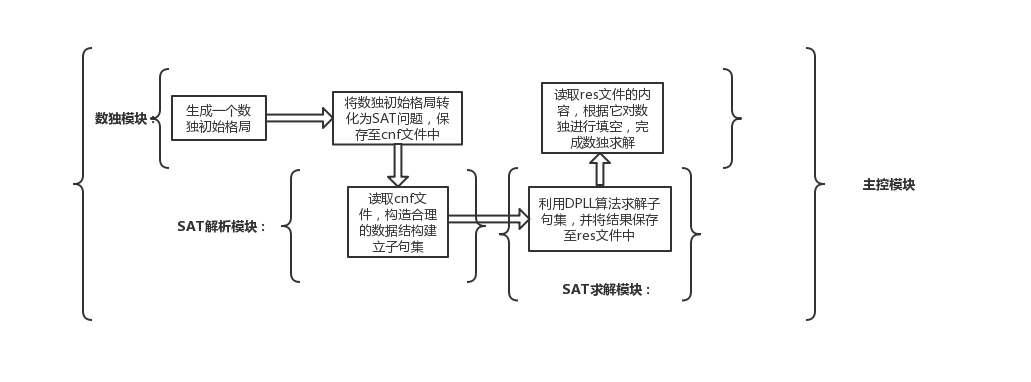 数独模块：
生成一个数
独初始格局
将数独初始格局转
化为SAT问题，保
存至cnf文件中
读取res文件的内
容，根据它对数
独进行填空，完
成数独求解
主控模块
SAT解析模块：
读取cnf文
件，构造合理
的数据结构建
立子句集
利用DPLL算法求解子
句集，并将结果保存
至res文件中
SAT求解模块：